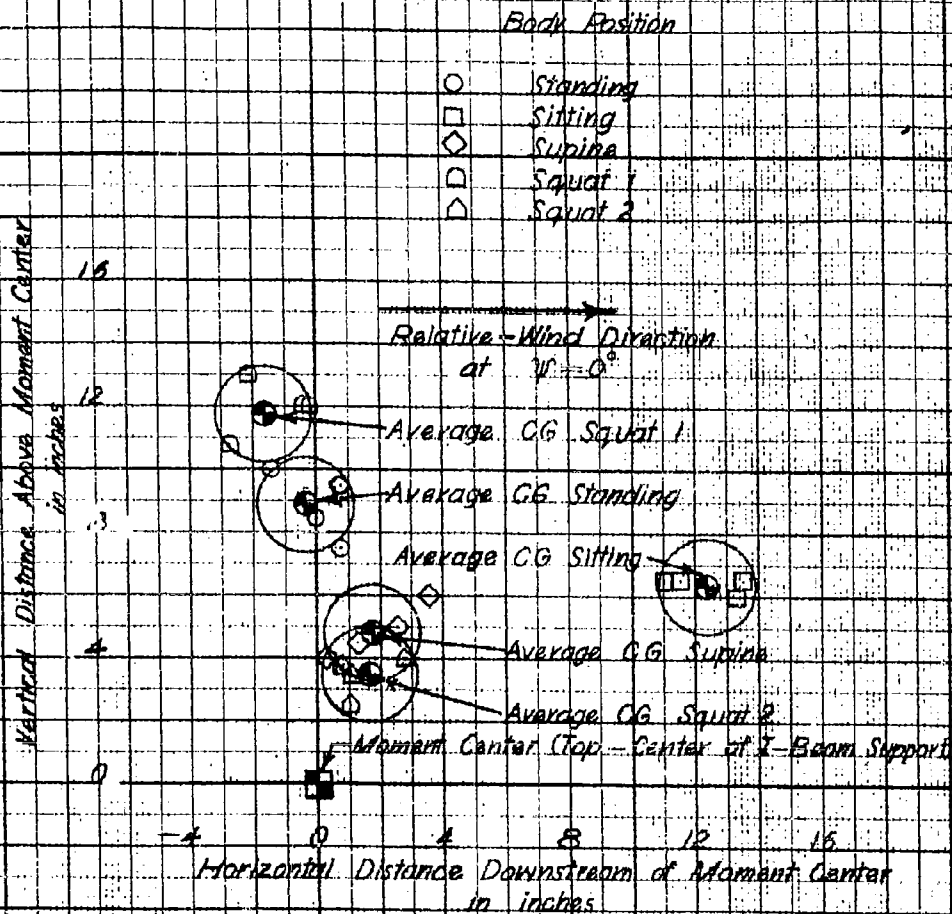 Body Position
Standing
Sitting
Supine
Squat 1
Squat 2
16
Relative-Wind Direction
at Ψ=0°
12
Average CG Squat 1
Average CG Standing
8
Average CG Sitting
4
Average CG Supine
Average CG Squat 2
Moment Center (Top-Center of I-Beam Support
0
-4 0 4 8 12 16
Horizontal Distance Downstream of Moment Center
in inches
Vertical Distance Above Moment Center
in inches